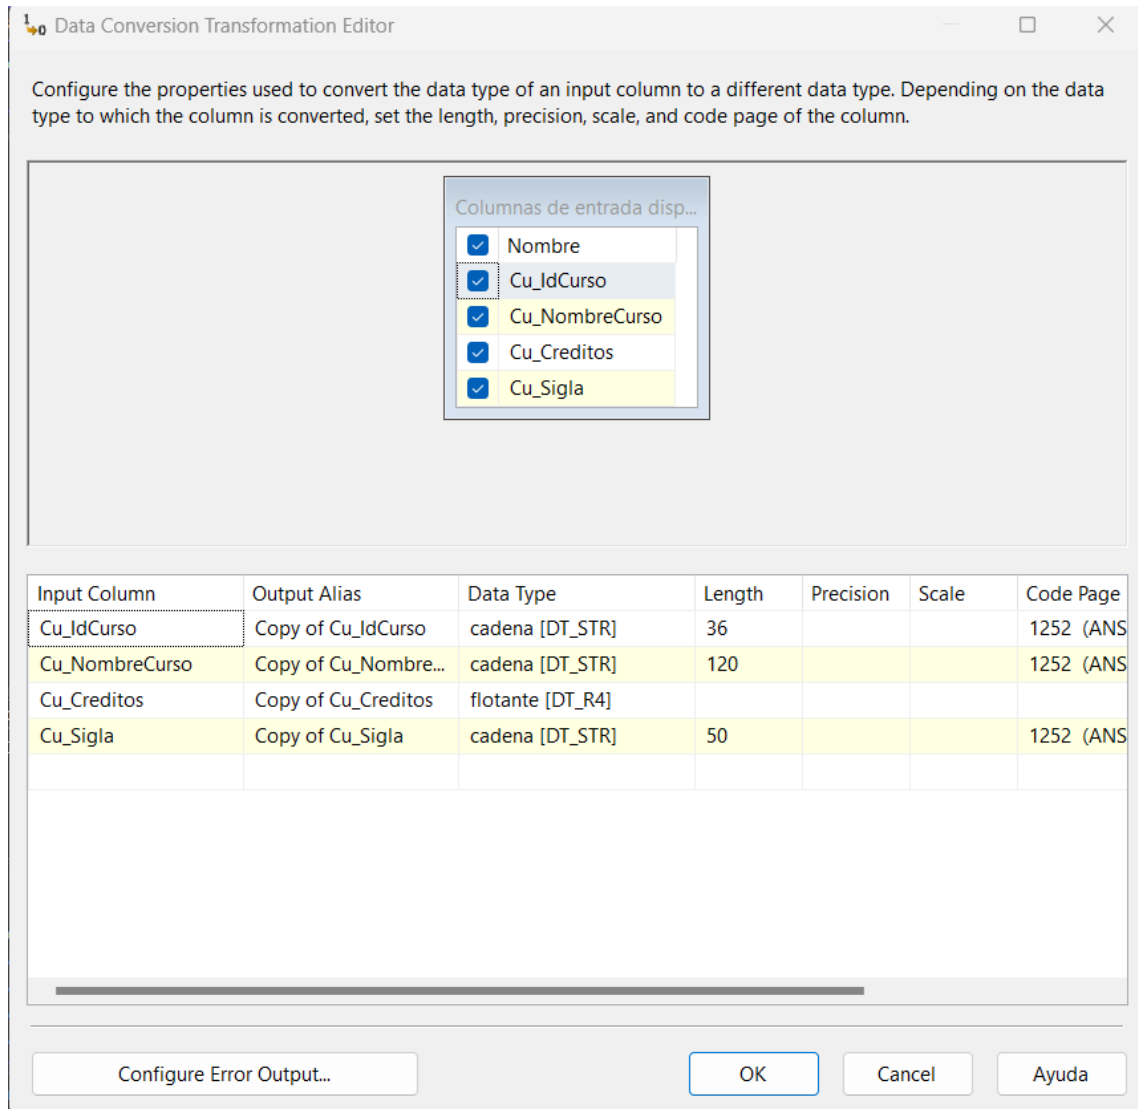 Data Conversion Transformation Editor
Configure the properties used to convert the data type of an input column to a different data type. Depending on the data
type to which the column is converted, set the length, precision, scale, and code page of the column.
Columnas de entrada disp...
Nombre
Cu_IdCurso
Cu_NombreCurso
Cu_Creditos
Cu_Sigla
Input Column Output Alias Data Type Length Precision Scale Code Page
Cu_IdCurso Copy of Cu_IdCurso cadena [DT_STR] 36 1252 (ANS
Cu_NombreCurso Copy of Cu_Nombre... cadena [DT_STR] 120 1252 (ANS
Cu_Creditos Copy of Cu_Creditos flotante [DT_R4]
Cu_Sigla Copy of Cu_Sigla cadena [DT_STR] 50 1252 (ANS
Configure Error Output... OK Cancel Ayuda